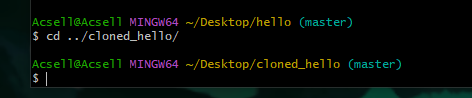 Acsell@Acsell MINGW64 ~/Desktop/hello (master)
$ cd ../cloned_hello/
Acsell@Acsell MINGW64 ~/Desktop/cloned_hello (master)
$